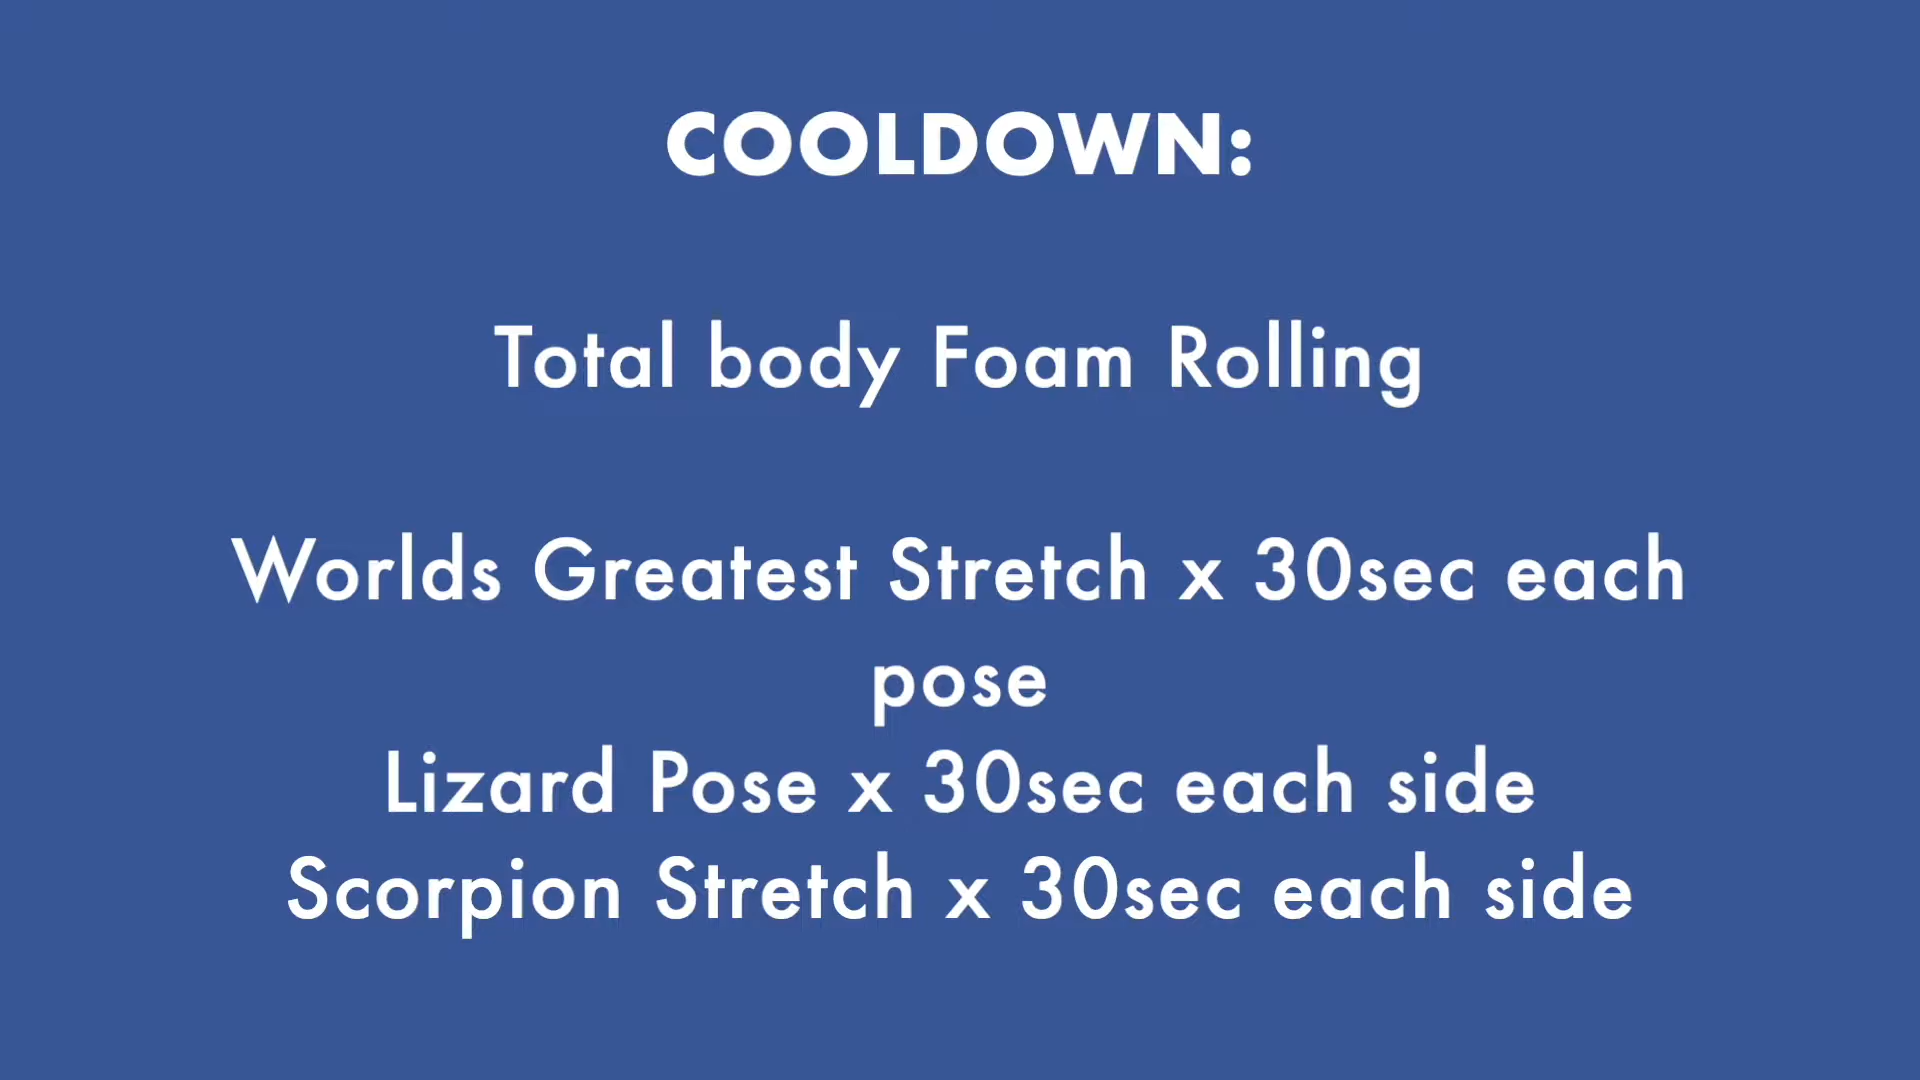 COOLDOWN:
Total body Foam Rolling
Worlds Greatest Stretch x 30sec each
pose
Lizard Pose x 30sec each side
Scorpion Stretch x 30sec each side